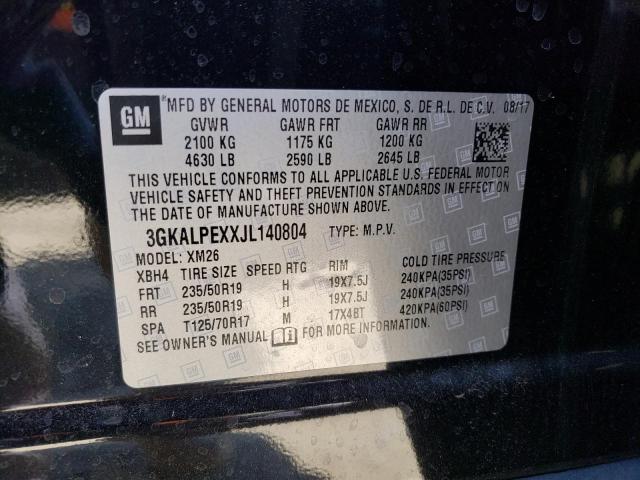 GM
MFD BY GENERAL MOTORS DE MEXICO, S. DE R.L. DE C.V. 08/17
GVWR GAWR FRT GAWR RR
2100 KG 1175 KG 1200 KG
4630 LB 2590 LB 2645 LB
THIS VEHICLE CONFORMS TO ALL APPLICABLE U.S. FEDERAL MOTOR
VEHICLE SAFETY AND THEFT PREVENTION STANDARDS IN EFFECT ON
THE DATE OF MANUFACTURE SHOWN ABOVE.
3GKALPEXXJL140804 TYPE: M.P.V.
MODEL: XM26
XBH4 TIRE SIZE SPEED RTG RIM COLD TIRE PRESSURE
FRT 235/50R19 H 19X7.5J 240KPA(35PSI)
RR 235/50R19 H 19X7.5J 240KPA(35PSI)
SPA T125/70R17 M 17X4BT 420KPA(60PSI)
SEE OWNER'S MANUAL FOR MORE INFORMATION.